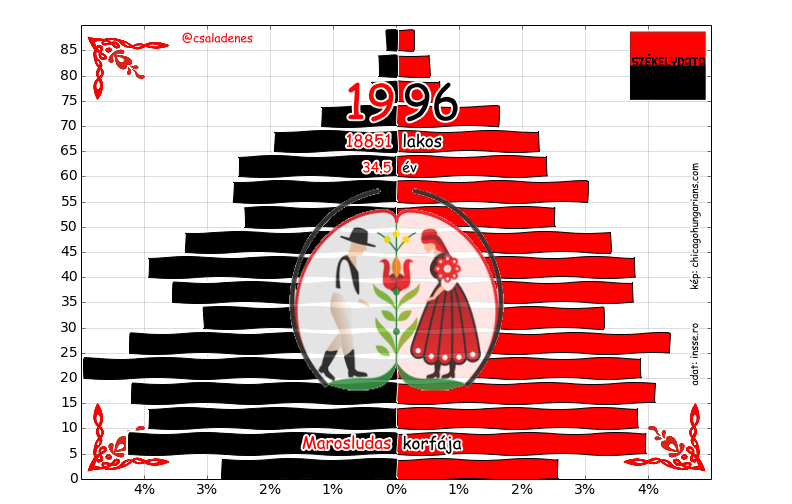 @csaladenes
SZÉKELYDATA
1996
18851 lakos
34.5 év
kép: chicagohungarians.com
adat: insse.ro
Marosludas korfája
85
80
75
70
65
60
55
50
45
40
35
30
25
20
15
10
5
0
4% 3% 2% 1% 0% 1% 2% 3% 4%